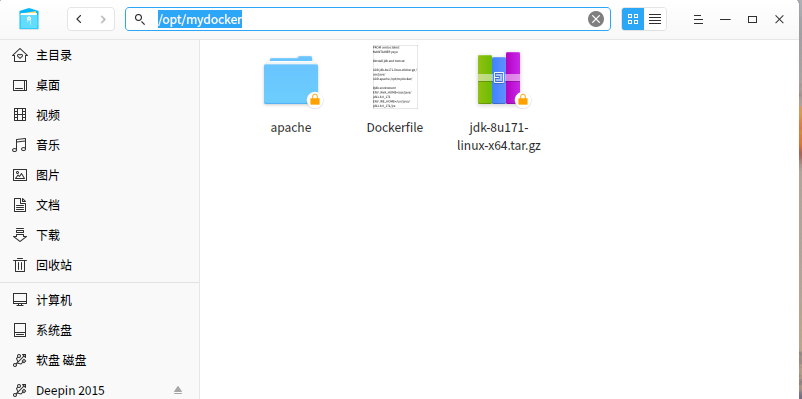 /opt/mydocker
主目录
桌面
视频
音乐
图片
文档
下载
回收站
计算机
系统盘
软盘 磁盘
Deepin 2015
apache
Dockerfile
jdk-8u171-
linux-x64.tar.gz